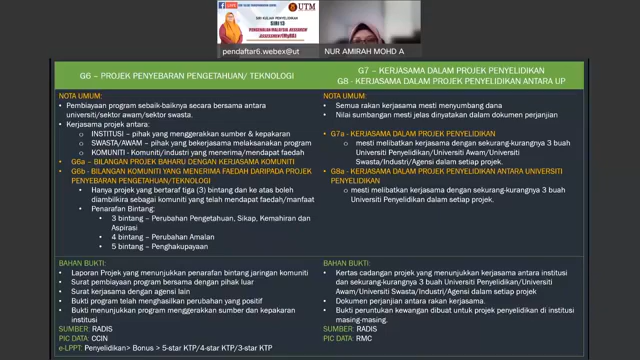 LIVE
UTM
SIRI KULIAH PENYELIDIKAN
SIRI 13
PENGENALAN MALAYSIA RESEARCH
ASSESSMENT (MyRA)
pendaftar6.webex@ut
NUR AMIRAH MOHD A
G6 – PROJEK PENYEBARAN PENGETAHUAN/ TEKNOLOGI
NOTA UMUM:
• Pembiayaan program sebaik-baiknya secara bersama antara
universiti/sektor awam/sektor swasta.
• Kerjasama projek antara:
o INSTITUSI – pihak yang menggerakkan sumber & kepakaran
o SWASTA/AWAM – pihak yang bekerjasama melaksanakan program
o KOMUNITI - Komuniti/industri yang menerima/mendapat faedah
• G6a – BILANGAN PROJEK BAHARU DENGAN KERJASAMA KOMUNITI
• G6b - BILANGAN KOMUNITI YANG MENERIMA FAEDAH DARIPADA PROJEK
PENYEBARAN PENGETAHUAN/TEKNOLOGI
• Hanya projek yang bertaraf tiga (3) bintang dan ke atas boleh
diambilkira sebagai komuniti yang telah mendapat faedah/manfaat
• Penarafan Bintang:
• 3 bintang – Perubahan Pengetahuan, Sikap, Kemahiran dan
Aspirasi
• 4 bintang – Perubahan Amalan
• 5 bintang – Penghakupayaan
BAHAN BUKTI:
• Laporan Projek yang menunjukkan penarafan bintang jaringan komuniti
• Surat pembiayaan program bersama dengan pihak luar
• Surat kerjasama dengan agensi lain
• Bukti program telah menghasilkan perubahan yang positif
• Bukti menunjukkan program menggerakkan sumber dan kepakaran
institusi
SUMBER: RADIS
PIC DATA: CCIN
e-LPPT: Penyelidikan> Bonus > 5-star KTP/4-star KTP/3-star KTP
G7 – KERJASAMA DALAM PROJEK PENYELIDIKAN
G8 - KERJASAMA DALAM PROJEK PENYELIDIKAN ANTARA UP
NOTA UMUM:
• Semua rakan kerjasama mesti menyumbang dana
• Nilai sumbangan mesti jelas dinyatakan dalam dokumen perjanjian
• G7a - KERJASAMA DALAM PROJEK PENYELIDIKAN
o mesti melibatkan kerjasama dengan sekurang-kurangnya 3 buah
Universiti Penyelidikan/Universiti Awam/Universiti
Swasta/Industri/Agensi dalam setiap projek.
• G8a - KERJASAMA DALAM PROJEK PENYELIDIKAN ANTARA UNIVERSITI
PENYELIDIKAN
o mesti melibatkan kerjasama dengan sekurang-kurangnya 3 buah
Universiti Penyelidikan dalam setiap projek.
BAHAN BUKTI:
• Kertas cadangan projek yang menunjukkan kerjasama antara institusi
dan sekurang-kurangnya 3 buah Universiti Penyelidikan/Universiti
Awam/Universiti Swasta/Industri/Agensi dalam setiap projek
• Dokumen perjanjian antara rakan kerjasama.
• Bukti peruntukan kewangan dibuat untuk projek penyelidikan di institusi
masing-masing.
SUMBER: RADIS
PIC DATA: RMC